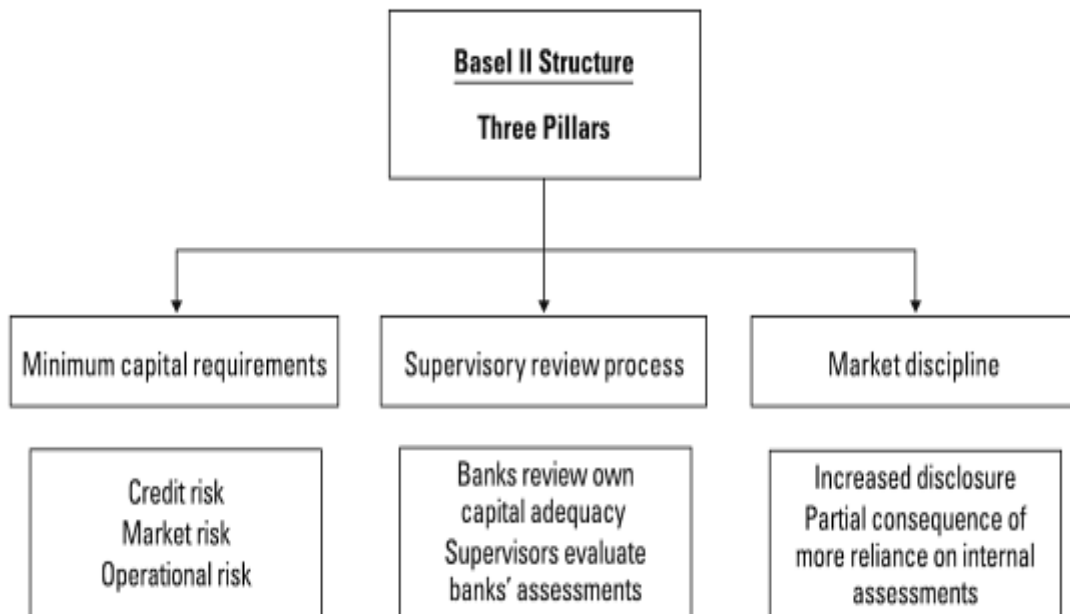 Basel II Structure
Three Pillars
Minimum capital requirements
Supervisory review process
Market discipline
Credit risk
Market risk
Operational risk
Banks review own
capital adequacy
Supervisors evaluate
banks’ assessments
Increased disclosure
Partial consequence of
more reliance on internal
assessments